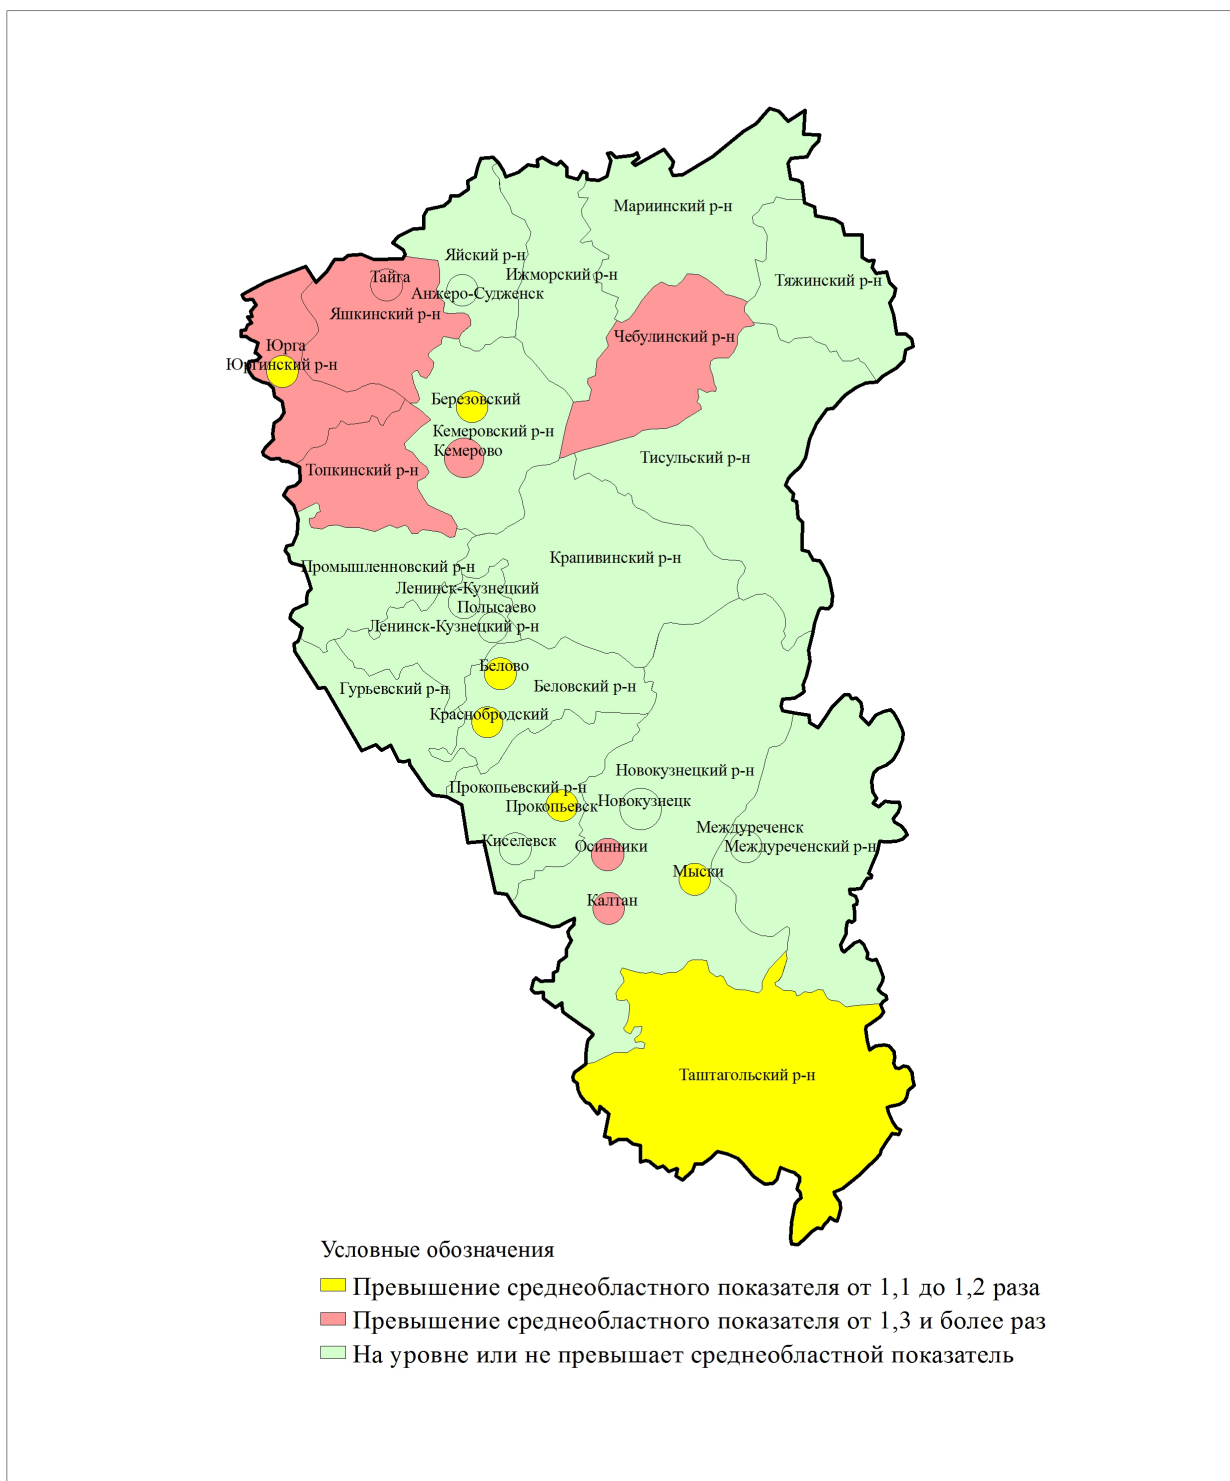 Мариинский р-н
Яйский р-н
Ижморский р-н
Тяжинский р-н
Тайга
Анжеро-Судженск
Яшкинский р-н
Чебулинский р-н
Юрга
Юргинский р-н
Березовский
Кемеровский р-н
Кемерово
Тисульский р-н
Топкинский р-н
Крапивинский р-н
Промышленновский р-н
Ленинск-Кузнецкий
Полысаево
Ленинск-Кузнецкий р-н
Белово
Беловский р-н
Гурьевский р-н
Краснобродский
Новокузнецкий р-н
Прокопьевский р-н
Прокопьевск
Новокузнецк
Междуреченск
Киселевск
Осинники
Междуреченский р-н
Мыски
Калтан
Таштагольский р-н
Условные обозначения
Превышение среднеобластного показателя от 1,1 до 1,2 раза
Превышение среднеобластного показателя от 1,3 и более раз
На уровне или не превышает среднеобластной показатель